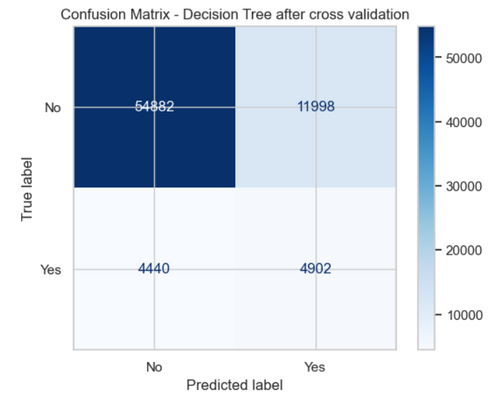 Confusion Matrix - Decision Tree after cross validation
50000
No
54882
11998
40000
True label
30000
20000
Yes
4440
4902
10000
No
Yes
Predicted label